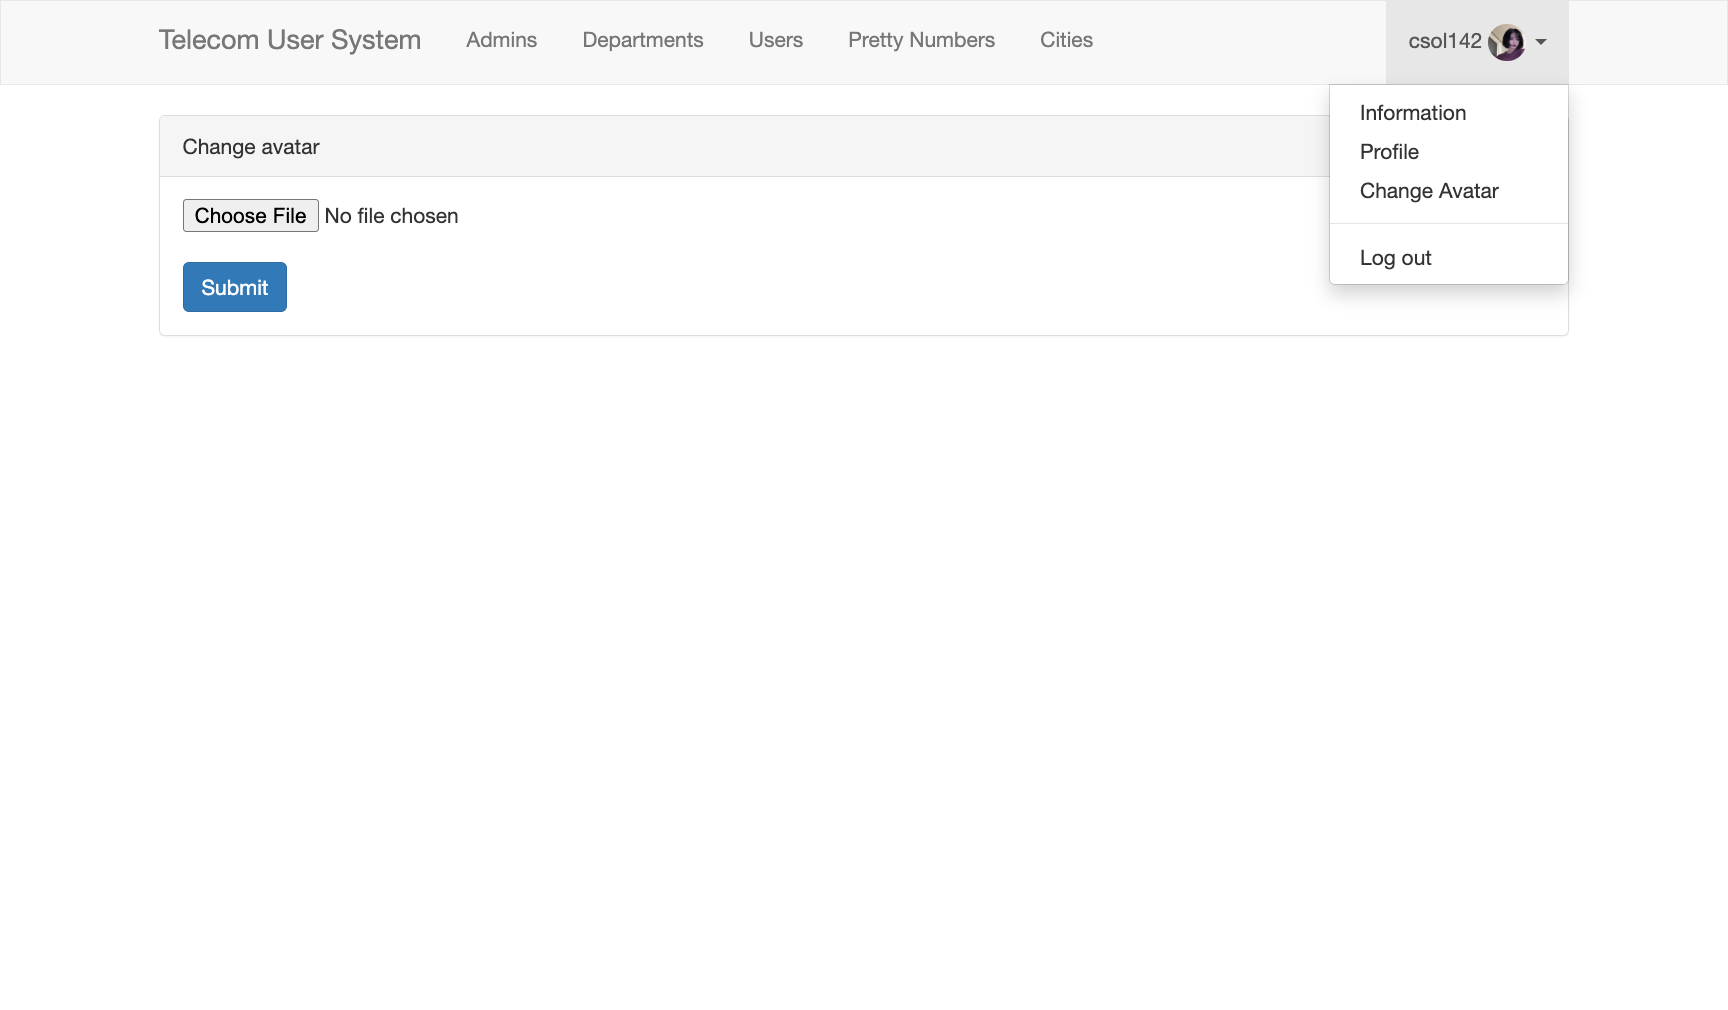 Telecom User System Admins Departments Users Pretty Numbers Cities csol142
Information
Profile
Change Avatar
Log out
Change avatar
Choose File No file chosen
Submit